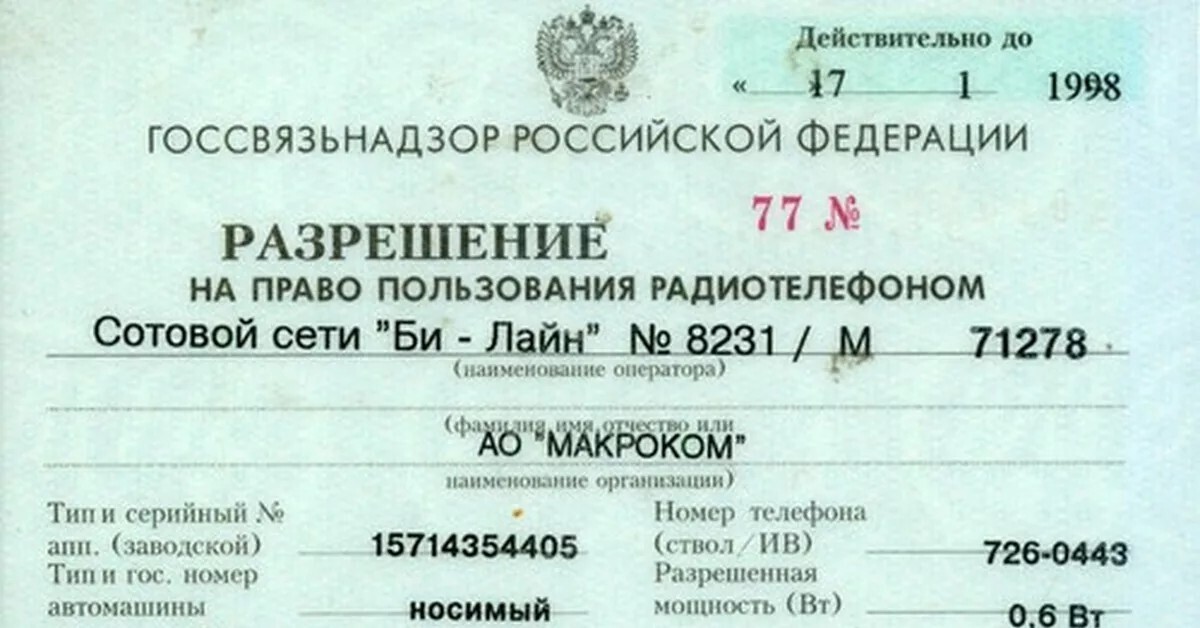 Действительно до
« 17 1 1998
ГОССВЯЗЬНАДЗОР РОССИЙСКОЙ ФЕДЕРАЦИИ
77 №
РАЗРЕШЕНИЕ
НА ПРАВО ПОЛЬЗОВАНИЯ РАДИОТЕЛЕФОНОМ
Сотовой сети "Би - Лайн" № 8231 / М 71278
(наименование оператора)
(фамилия имя отчество или
АО "МАКРОКОМ"
наименование организации)
Тип и серийный № Номер телефона
апп. (заводской) 15714354405 (ствол/ИВ) 726-0443
Тип и гос. номер Разрешенная
автомашины носимый мощность (Вт) 0,6 Вт